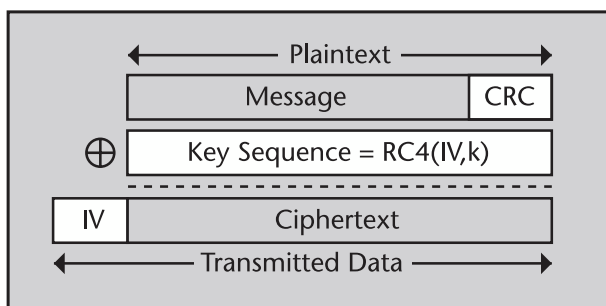 Plaintext
Message CRC
⊕ Key Sequence = RC4(IV,k)
IV Ciphertext
Transmitted Data